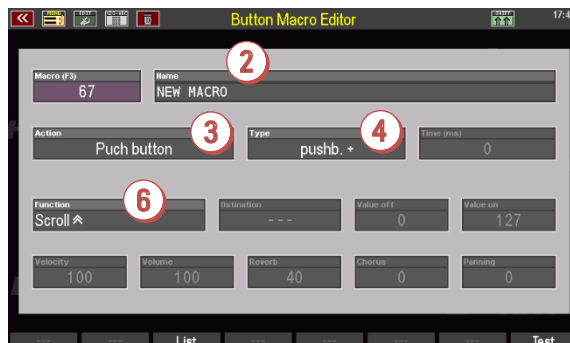 Button Macro Editor 17:4
2
Macro (F3) Name
67 NEW MACRO
3 4
Action Type Time (ms)
Puch button pushb. + 0
6
Function Dstination Value off Value on
Scroll - - - 0 127
Velocity Volume Reverb Chorus Panning
100 100 40 0 0
--- --- List --- --- --- --- Test